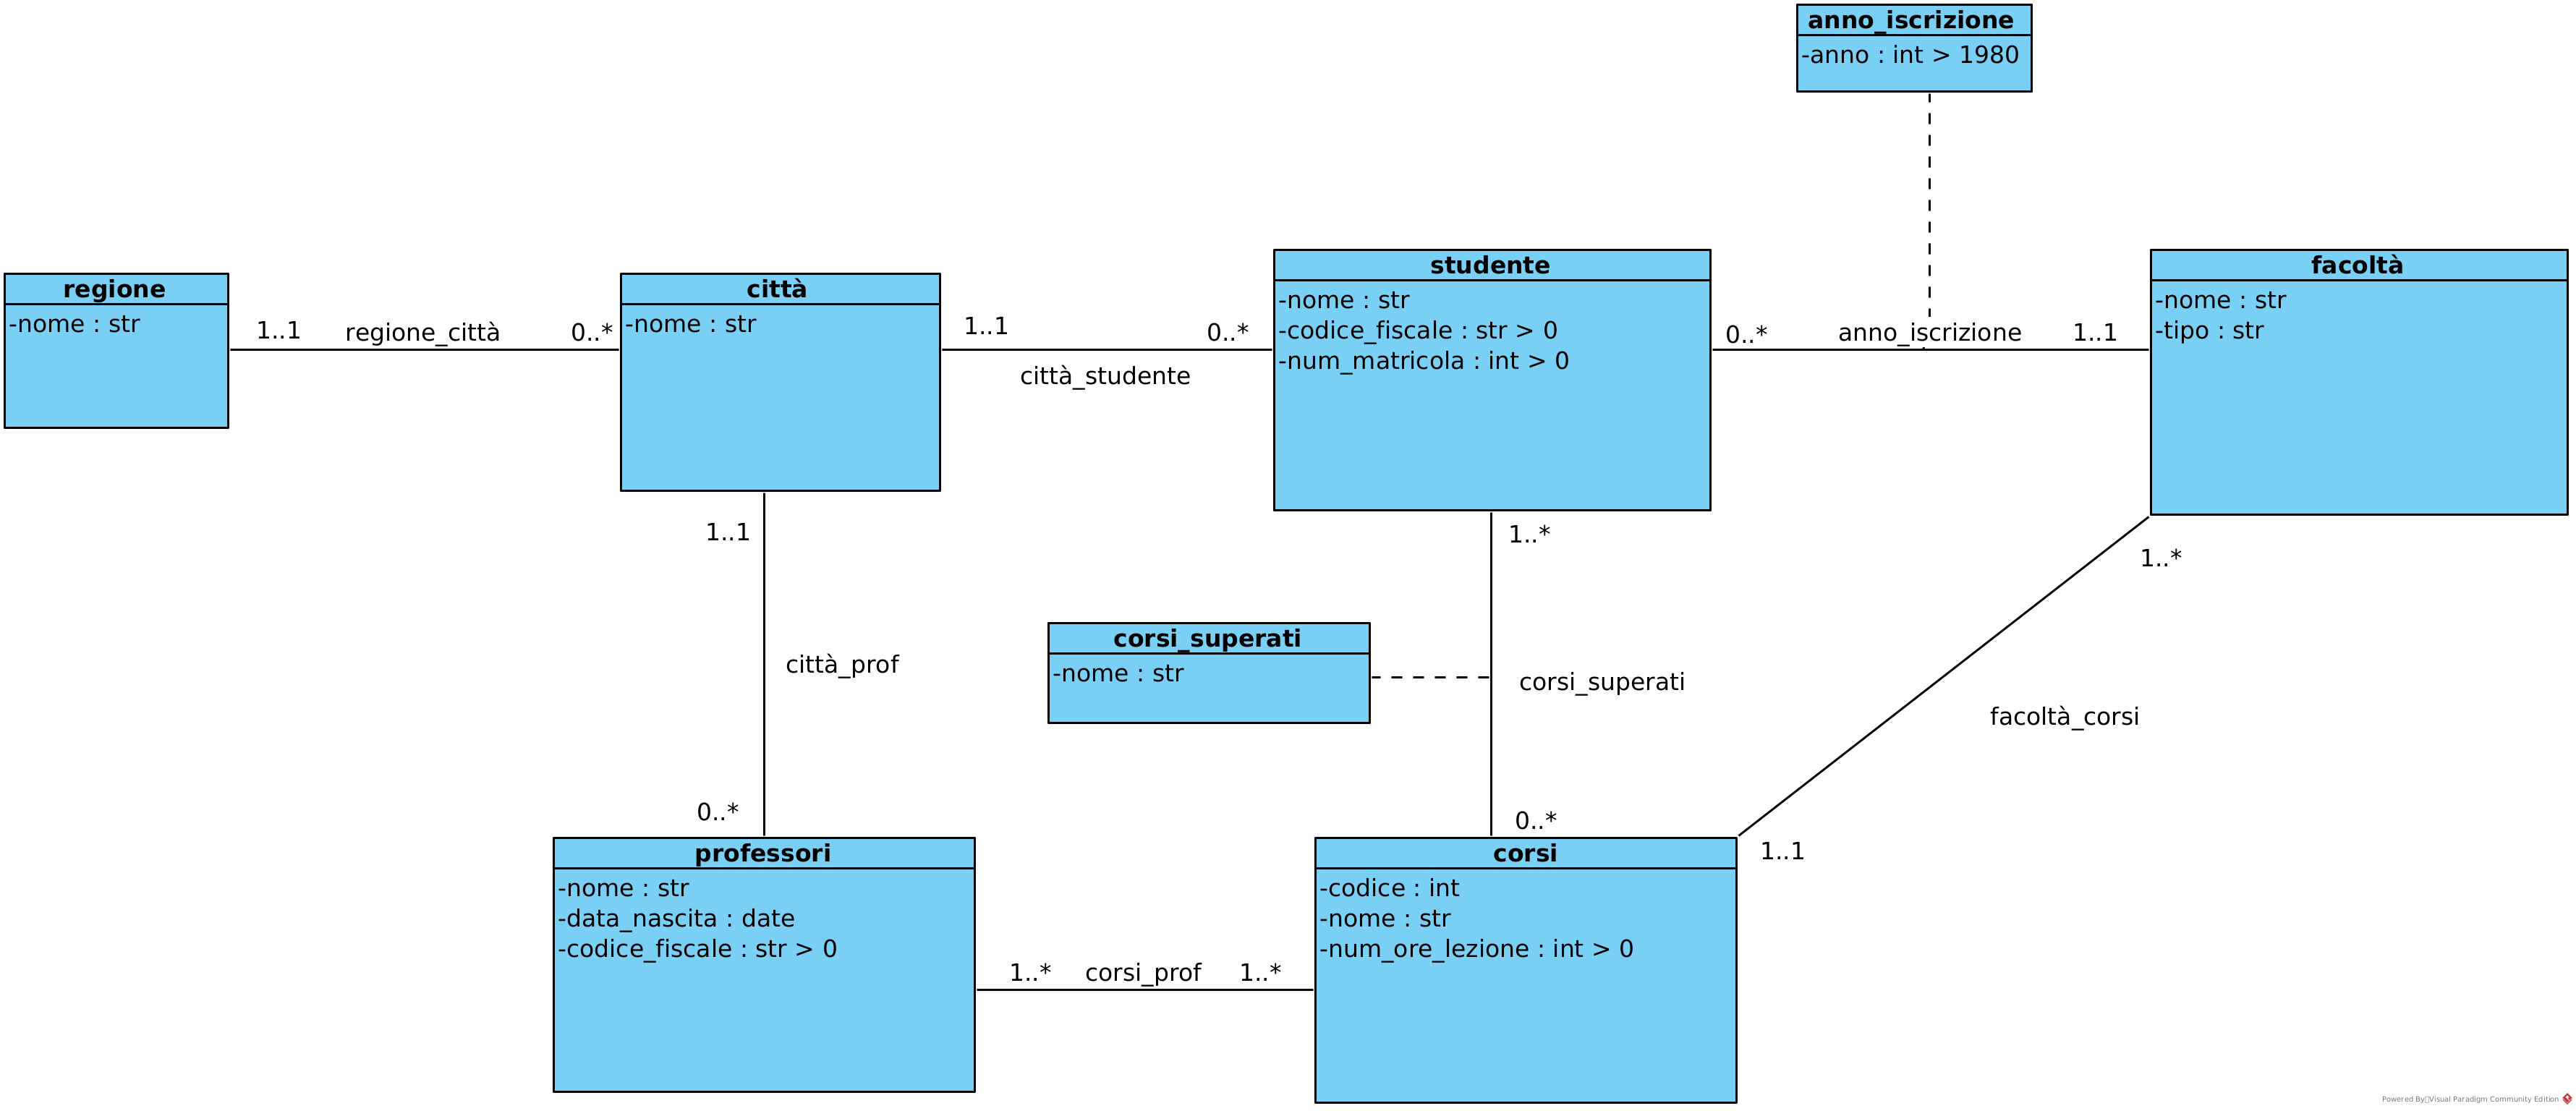 anno_iscrizione
-anno : int > 1980
regione
-nome : str
1..1
regione_città
0..*
città
-nome : str
1..1
città_studente
0..*
studente
-nome : str
-codice_fiscale : str > 0
-num_matricola : int > 0
0..*
anno_iscrizione
1..1
facoltà
-nome : str
-tipo : str
1..1
città_prof
0..*
1..*
corsi_superati
-nome : str
corsi_superati
0..*
1..*
facoltà_corsi
1..1
professori
-nome : str
-data_nascita : date
-codice_fiscale : str > 0
1..*
corsi_prof
1..*
corsi
-codice : int
-nome : str
-num_ore_lezione : int > 0
Powered By Visual Paradigm Community Edition